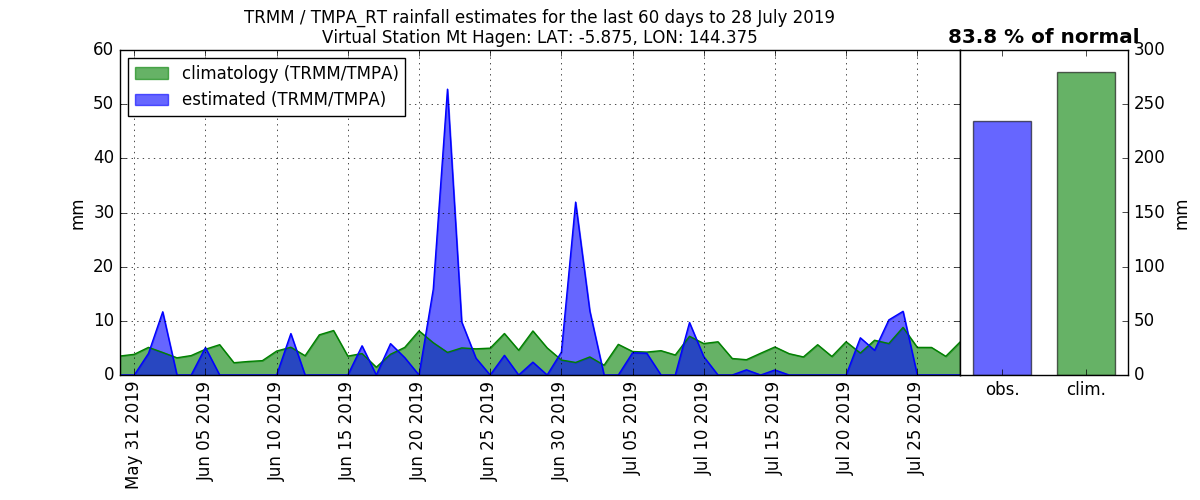 TRMM / TMPA_RT rainfall estimates for the last 60 days to 28 July 2019
Virtual Station Mt Hagen: LAT: -5.875, LON: 144.375
83.8 % of normal
climatology (TRMM/TMPA)
estimated (TRMM/TMPA)
60
50
40
30
20
10
0
mm
May 31 2019
Jun 05 2019
Jun 10 2019
Jun 15 2019
Jun 20 2019
Jun 25 2019
Jun 30 2019
Jul 05 2019
Jul 10 2019
Jul 15 2019
Jul 20 2019
Jul 25 2019
300
250
200
150
100
50
0
mm
obs.
clim.